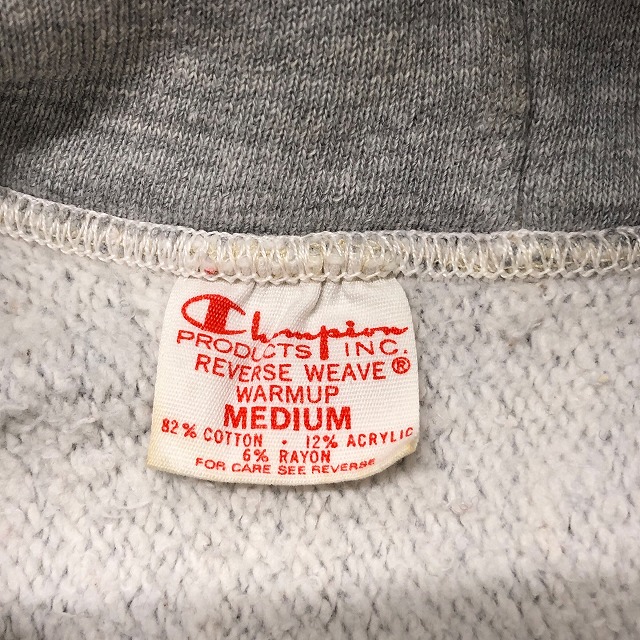 Champion
PRODUCTS INC.
REVERSE WEAVE®
WARMUP
MEDIUM
82% COTTON · 12% ACRYLIC
6% RAYON
FOR CARE SEE REVERSE